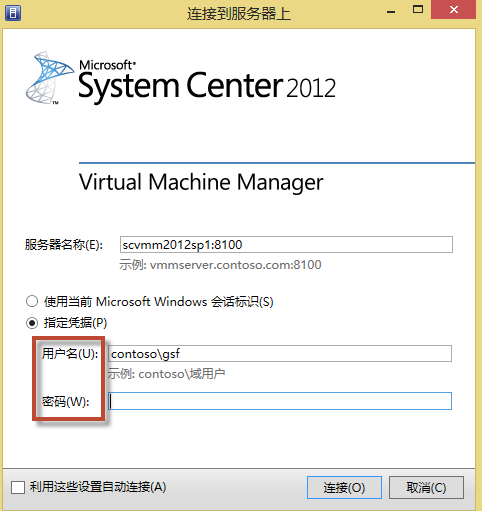 连接到服务器上
Microsoft®
System Center 2012
Virtual Machine Manager
服务器名称(E): scvmm2012sp1:8100
示例: vmmserver.contoso.com:8100
使用当前 Microsoft Windows 会话标识(S)
指定凭据(P)
用户名(U): contoso\gsf
示例: contoso\域用户
密码(W):
利用这些设置自动连接(A)
连接(O) 取消(C)